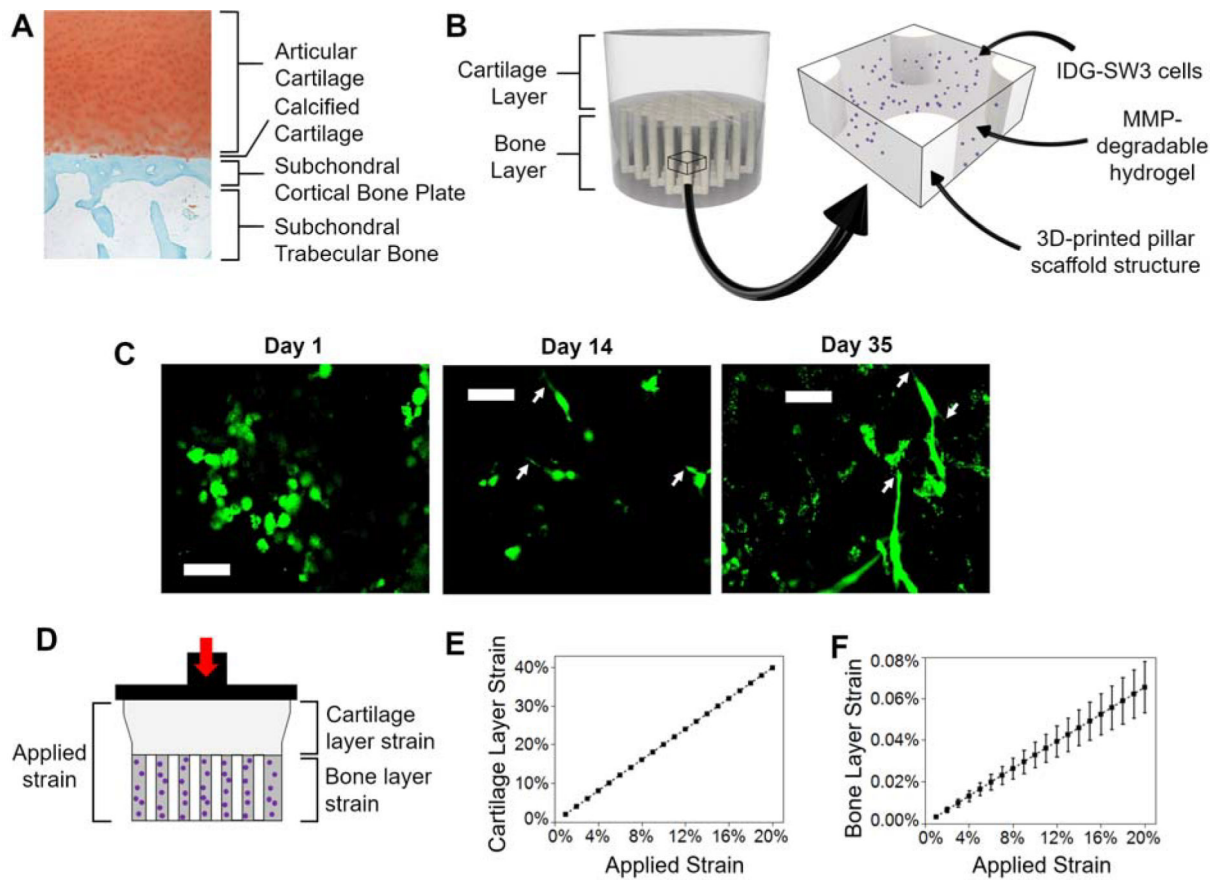 A
Articular
Cartilage
Calcified
Cartilage
Subchondral
Cortical Bone Plate
Subchondral
Trabecular Bone
B
Cartilage
Layer
Bone
Layer
IDG-SW3 cells
MMP-
degradable
hydrogel
3D-printed pillar
scaffold structure
C
Day 1
Day 14
Day 35
D
Applied
strain
Cartilage
layer strain
Bone layer
strain
E
Cartilage Layer Strain
40%
30%
20%
10%
0%
0%
4%
8%
12%
16%
20%
Applied Strain
F
Bone Layer Strain
0.08%
0.06%
0.04%
0.02%
0.00%
0%
4%
8%
12%
16%
20%
Applied Strain